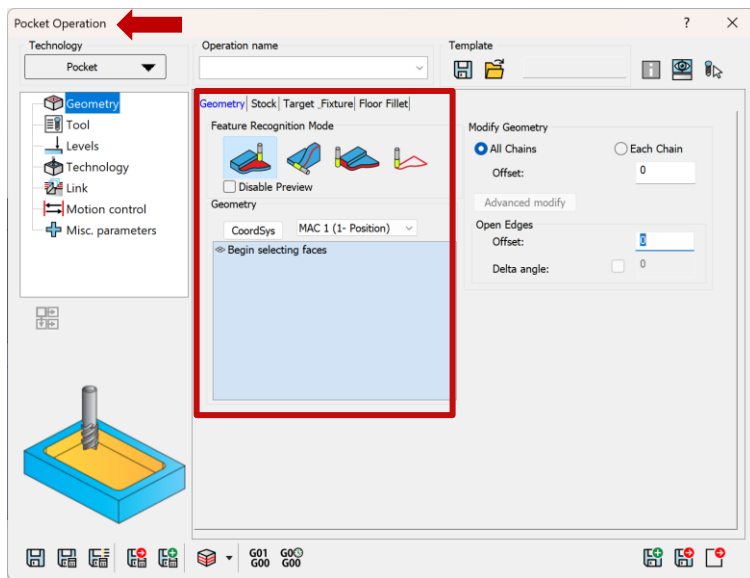 Pocket Operation
?
Technology
Pocket
Operation name
Template
Geometry
Tool
Levels
Technology
Link
Motion control
Misc. parameters
Geometry Stock Target _Fixture Floor Fillet
Feature Recognition Mode
Disable Preview
Geometry
CoordSys
MAC 1 (1- Position)
Begin selecting faces
Modify Geometry
All Chains
Each Chain
Offset:
0
Advanced modify
Open Edges
Offset:
0
Delta angle:
0
G01
G00
G00
G00